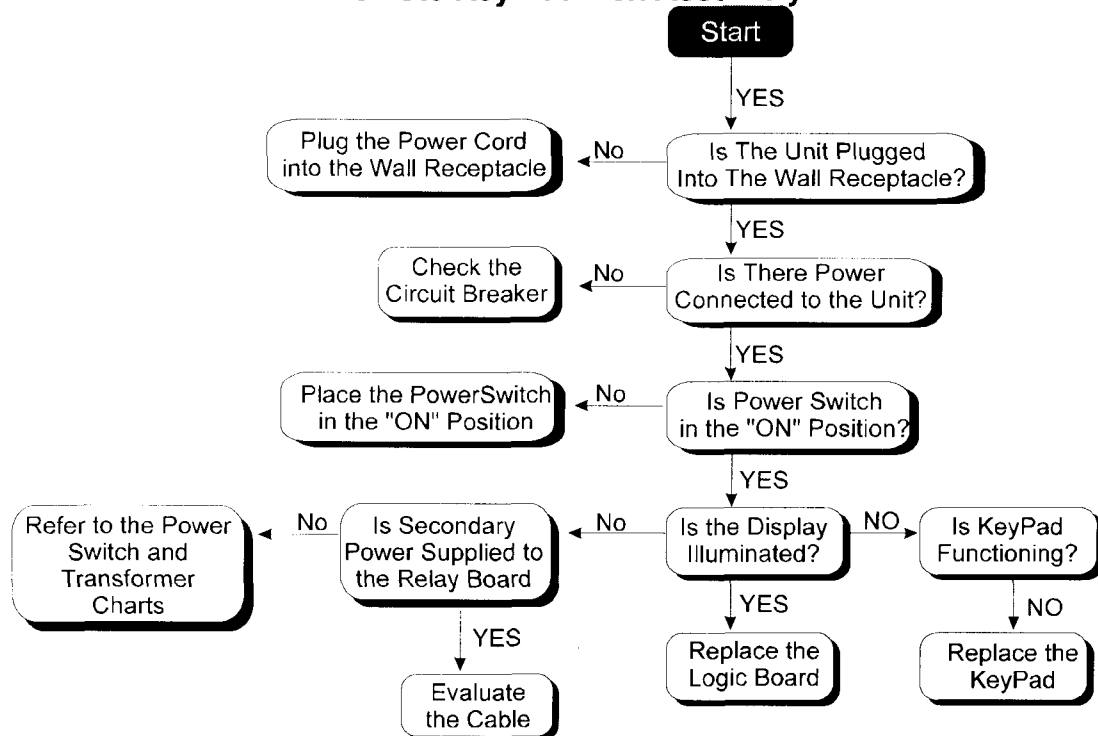 Start
YES
Plug the Power Cord
into the Wall Receptacle
No
Is The Unit Plugged
Into The Wall Receptacle?
YES
Check the
Circuit Breaker
No
Is There Power
Connected to the Unit?
YES
Place the PowerSwitch
in the "ON" Position
No
Is Power Switch
in the "ON" Position?
YES
Refer to the Power
Switch and
Transformer
Charts
No
Is Secondary
Power Supplied to
the Relay Board
No
Is the Display
Illuminated?
NO
Is KeyPad
Functioning?
YES
YES
NO
Evaluate
the Cable
Replace the
Logic Board
Replace the
KeyPad